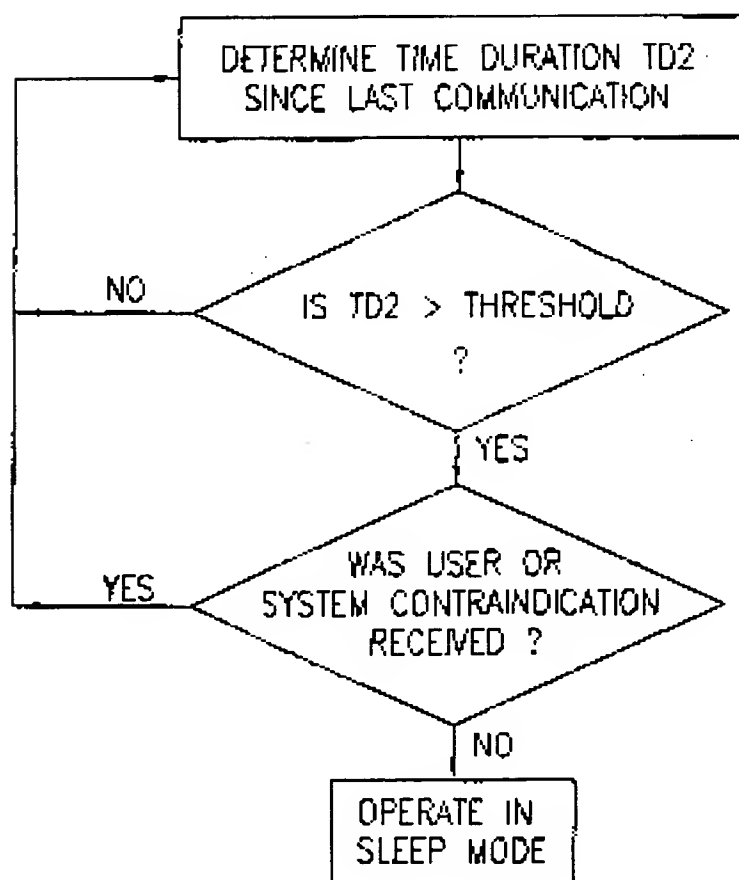 DETERMINE TIME DURATION TD2
SINCE LAST COMMUNICATION
NO
IS TD2 > THRESHOLD
?
YES
WAS USER OR
SYSTEM CONTRAINDICATION
RECEIVED ?
YES
NO
OPERATE IN
SLEEP MODE